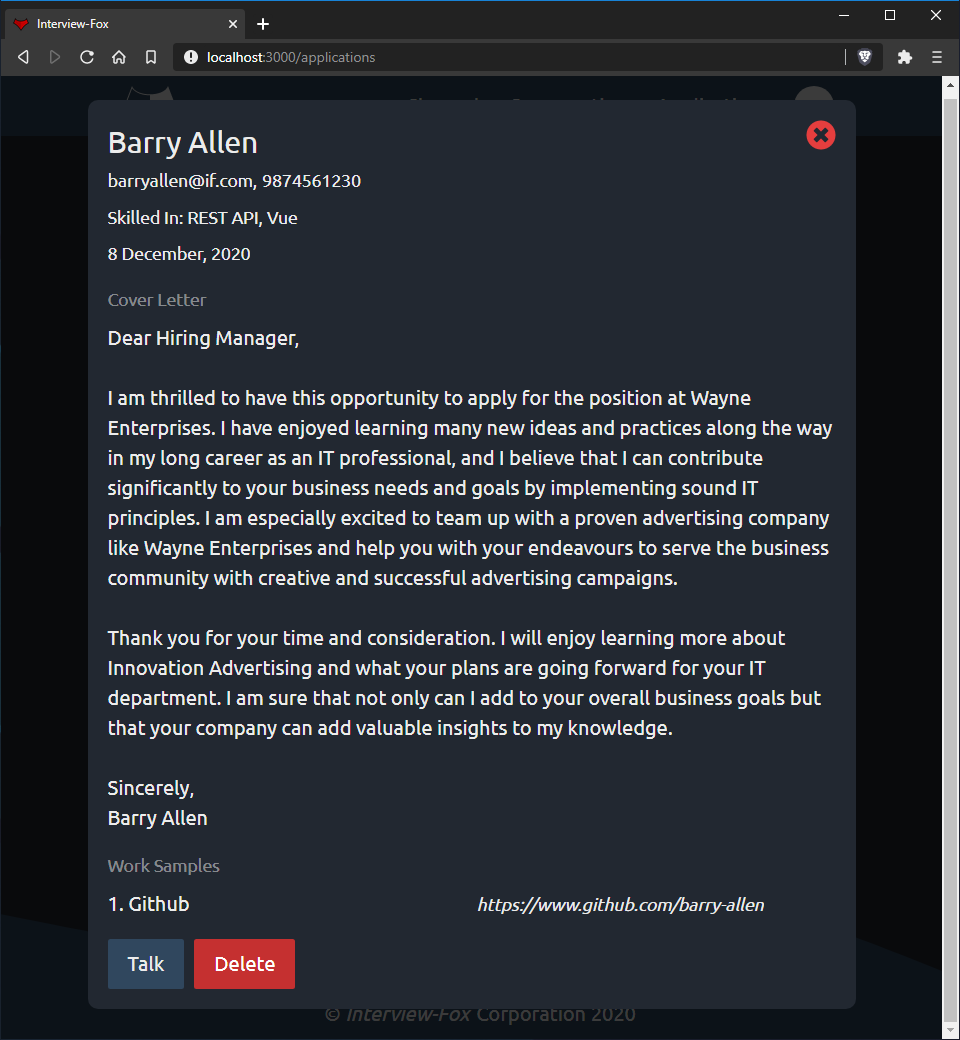 Interview-Fox
localhost:3000/applications
Barry Allen
barryallen@if.com, 9874561230
Skilled In: REST API, Vue
8 December, 2020
Cover Letter
Dear Hiring Manager,
I am thrilled to have this opportunity to apply for the position at Wayne
Enterprises. I have enjoyed learning many new ideas and practices along the way
in my long career as an IT professional, and I believe that I can contribute
significantly to your business needs and goals by implementing sound IT
principles. I am especially excited to team up with a proven advertising company
like Wayne Enterprises and help you with your endeavours to serve the business
community with creative and successful advertising campaigns.
Thank you for your time and consideration. I will enjoy learning more about
Innovation Advertising and what your plans are going forward for your IT
department. I am sure that not only can I add to your overall business goals but
that your company can add valuable insights to my knowledge.
Sincerely,
Barry Allen
Work Samples
1. Github https://www.github.com/barry-allen
Talk Delete
© Interview-Fox Corporation 2020